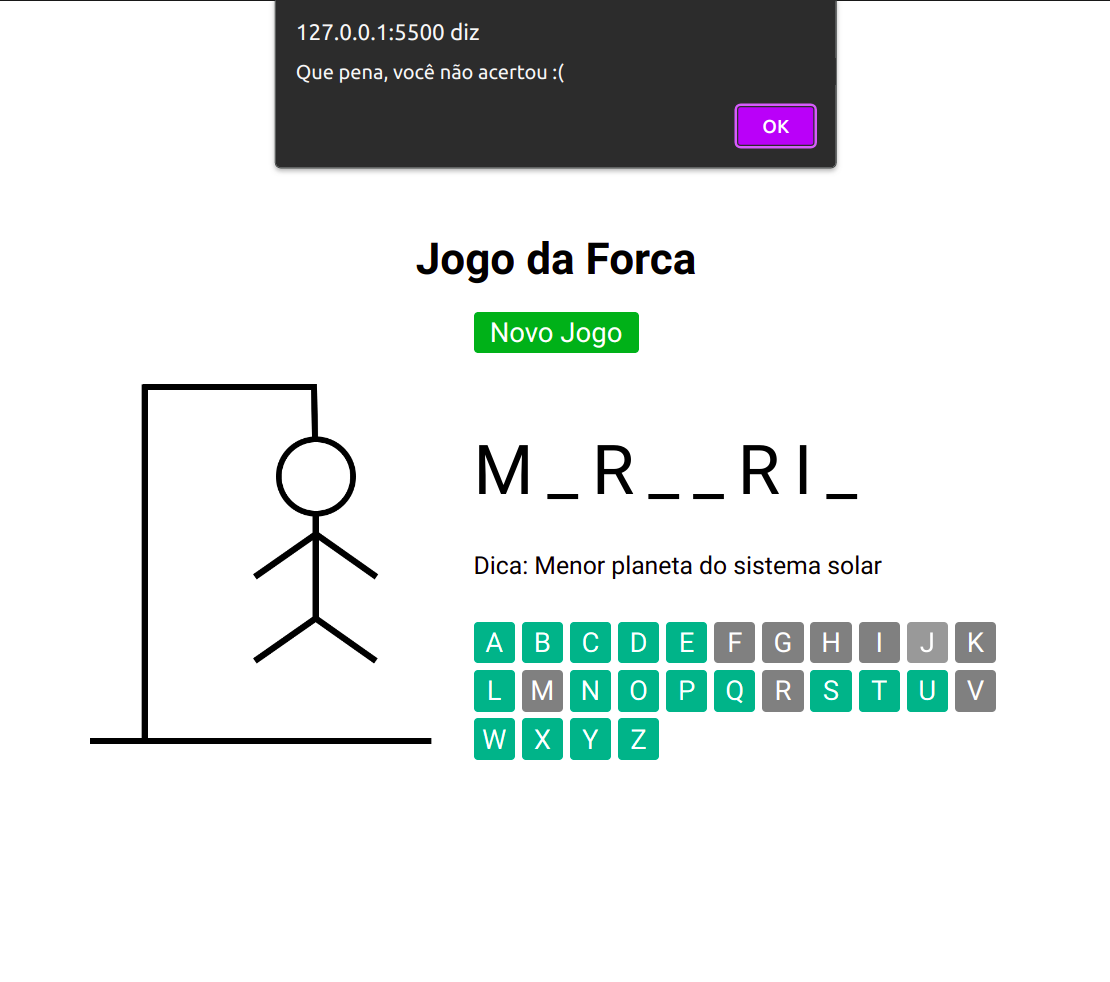 127.0.0.1:5500 diz
Que pena, você não acertou :(
OK
Jogo da Forca
Novo Jogo
M _ R _ _ R I _
Dica: Menor planeta do sistema solar
A B C D E F G H I J K
L M N O P Q R S T U V
W X Y Z